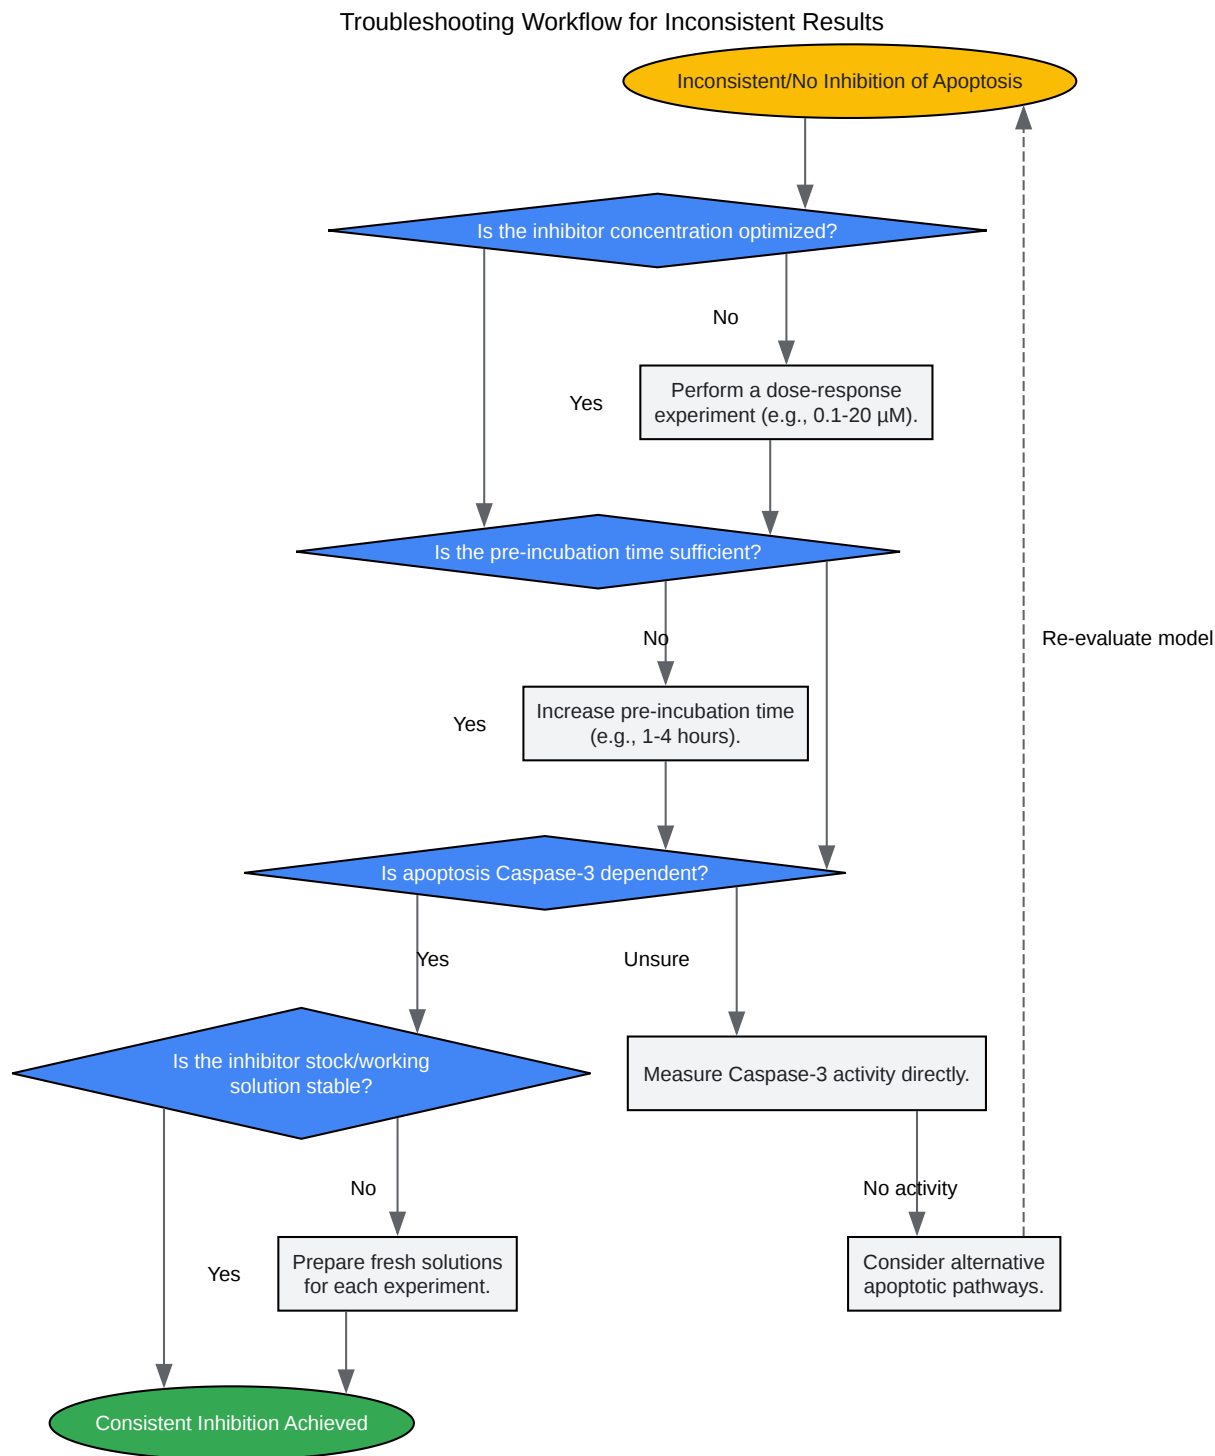 Troubleshooting Workflow for Inconsistent Results
Inconsistent/No Inhibition of Apoptosis
Is the inhibitor concentration optimized?
No
Perform a dose-response
experiment (e.g., 0.1-20 µM).
Yes
Is the pre-incubation time sufficient?
No
Re-evaluate model
Increase pre-incubation time
(e.g., 1-4 hours).
Yes
Is apoptosis Caspase-3 dependent?
Yes
Unsure
Is the inhibitor stock/working
solution stable?
Measure Caspase-3 activity directly.
No
No activity
Prepare fresh solutions
for each experiment.
Yes
Consider alternative
apoptotic pathways.
Consistent Inhibition Achieved